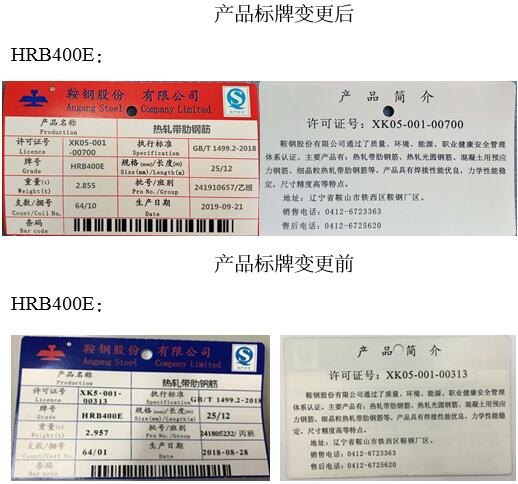 产品标牌变更后
HRB400E：
鞍钢股份 有限公司
Angang Steel Company Limited
产品名称
Production
热轧带肋钢筋
许可证号
Licence
XK05-001
-00700
执行标准
Specification
GB/T 1499.2-2018
牌号
Grade
HRB400E
规格(mm)/长度(m)
Size(mm)/Length(m)
25/12
重量(t)
Weight(t)
2.855
批号/班别
Pro No./Group
241910657/乙班
支数/捆号
Count/Coil No.
64/10
生产日期
Date
2019-09-21
条码
Bar code
产 品 简 介
许可证号：XK05-001-00700
鞍钢股份有限公司通过了质量、环境、能源、职业健康安全管理
体系认证。主要产品有：热轧带肋钢筋、热轧光圆钢筋、混凝土用预应
力钢筋、细晶粒热轧带肋钢筋等。产品具有焊接性能优良，力学性能稳
定，尺寸精度高等特点。
地址：辽宁省鞍山市铁西区鞍钢厂区。
销售电话：0412-6723363
售后电话：0412-6725620
产品标牌变更前
HRB400E：
鞍钢股份 有限公司
Angang Steel Company Limited
产品名称
Production
热轧带肋钢筋
许可证号
Licence
XK5-001-
00313
执行标准
Specification
GB/T 1499.2-2018
牌号
Grade
HRB400E
规格(mm)/长度(m)
Size(mm)/Length(m)
25/12
重量(t)
Weight(t)
2.957
批号/班别
Pro No./Group
241805232/丙班
支数/捆号
Count/Coil No.
64/01
生产日期
Date
2018-08-28
条码
Bar code
产 品 简 介
许可证号：XK05-001-00313
鞍钢股份有限公司通过了质量、环境、能源、职业健康安全管理
体系认证。主要产品有：热轧带肋钢筋、热轧光圆钢筋、混凝土用预应
力钢筋、细晶粒热轧带肋钢筋等。产品具有焊接性能优良，力学性能稳
定，尺寸精度高等特点。
地址：辽宁省鞍山市铁西区鞍钢厂区。
销售电话：0412-6723363
售后电话：0412-6725620